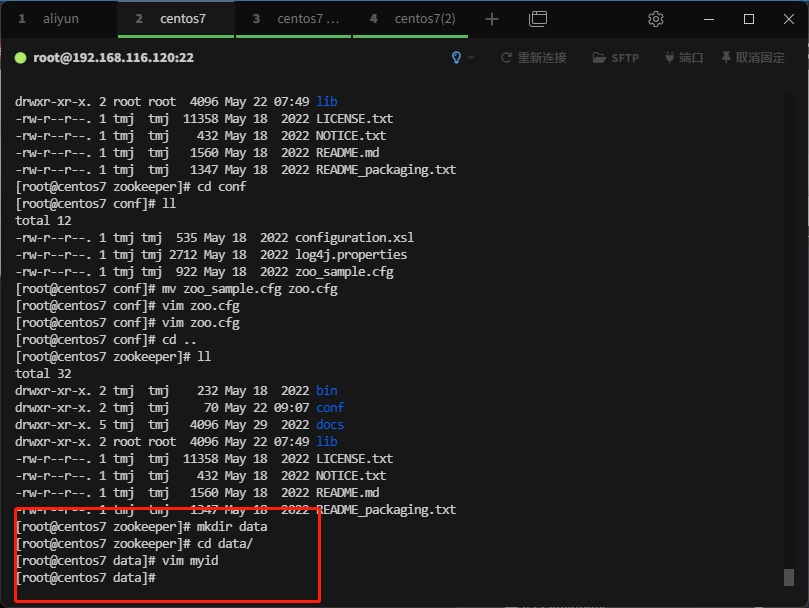 1 aliyun 2 centos7 3 centos7 ... 4 centos7(2)
root@192.168.116.120:22 重新连接 SFTP 端口 取消固定
drwxr-xr-x. 2 root root  4096 May 22 07:49 lib
-rw-r--r--. 1 tmj  tmj  11358 May 18  2022 LICENSE.txt
-rw-r--r--. 1 tmj  tmj    432 May 18  2022 NOTICE.txt
-rw-r--r--. 1 tmj  tmj   1560 May 18  2022 README.md
-rw-r--r--. 1 tmj  tmj   1347 May 18  2022 README_packaging.txt
[root@centos7 zookeeper]# cd conf
[root@centos7 conf]# ll
total 12
-rw-r--r--. 1 tmj tmj  535 May 18  2022 configuration.xsl
-rw-r--r--. 1 tmj tmj 2712 May 18  2022 log4j.properties
-rw-r--r--. 1 tmj tmj  922 May 18  2022 zoo_sample.cfg
[root@centos7 conf]# mv zoo_sample.cfg zoo.cfg
[root@centos7 conf]# vim zoo.cfg
[root@centos7 conf]# vim zoo.cfg
[root@centos7 conf]# cd ..
[root@centos7 zookeeper]# ll
total 32
drwxr-xr-x. 2 tmj  tmj    232 May 18  2022 bin
drwxr-xr-x. 2 tmj  tmj     70 May 22 09:07 conf
drwxr-xr-x. 5 tmj  tmj   4096 May 29  2022 docs
drwxr-xr-x. 2 root root  4096 May 22 07:49 lib
-rw-r--r--. 1 tmj  tmj  11358 May 18  2022 LICENSE.txt
-rw-r--r--. 1 tmj  tmj    432 May 18  2022 NOTICE.txt
-rw-r--r--. 1 tmj  tmj   1560 May 18  2022 README.md
-rw-r--r--. 1 tmj  tmj   1347 May 18  2022 README_packaging.txt
[root@centos7 zookeeper]# mkdir data
[root@centos7 zookeeper]# cd data/
[root@centos7 data]# vim myid
[root@centos7 data]#